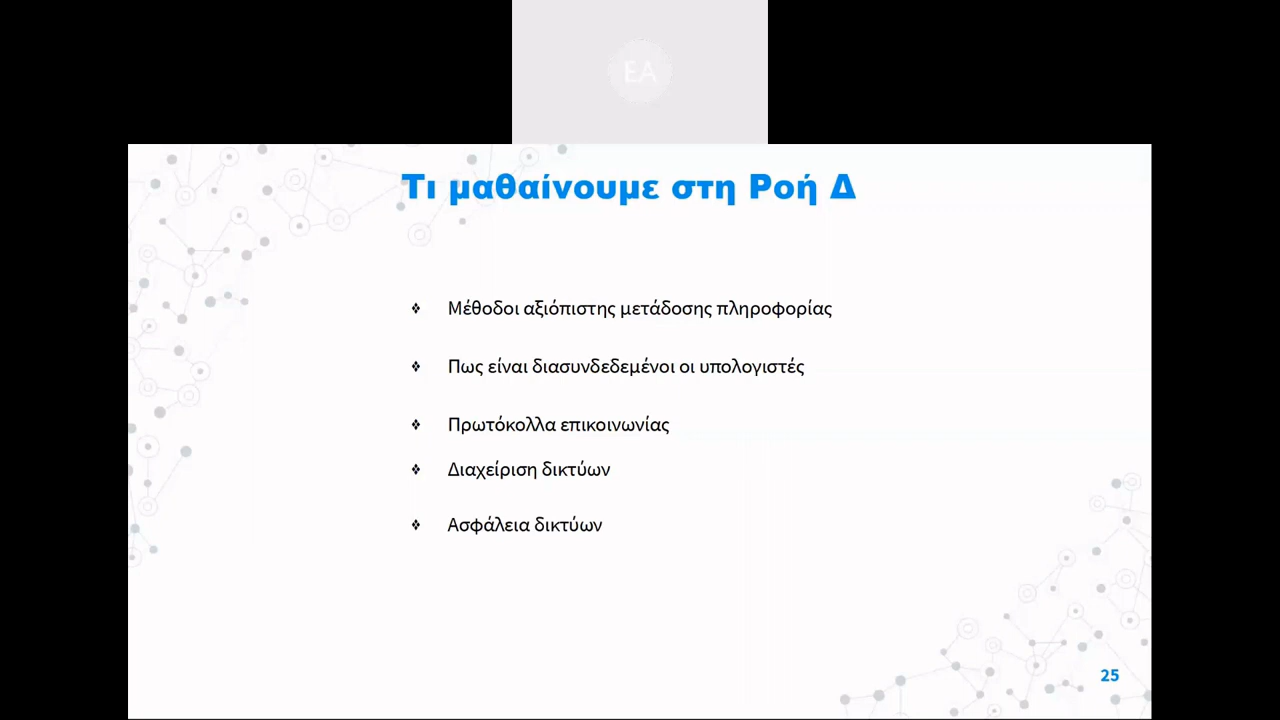 EA
Τι μαθαίνουμε στη Ροή Δ
❖ Μέθοδοι αξιόπιστης μετάδοσης πληροφορίας
❖ Πως είναι διασυνδεδεμένοι οι υπολογιστές
❖ Πρωτόκολλα επικοινωνίας
❖ Διαχείριση δικτύων
❖ Ασφάλεια δικτύων
25